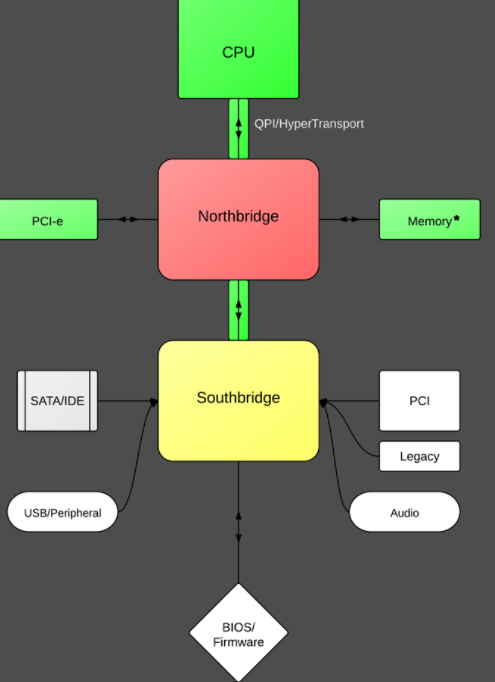 CPU
QPI/HyperTransport
PCI-e
Northbridge
Memory*
SATA/IDE
Southbridge
PCI
Legacy
USB/Peripheral
Audio
BIOS/
Firmware